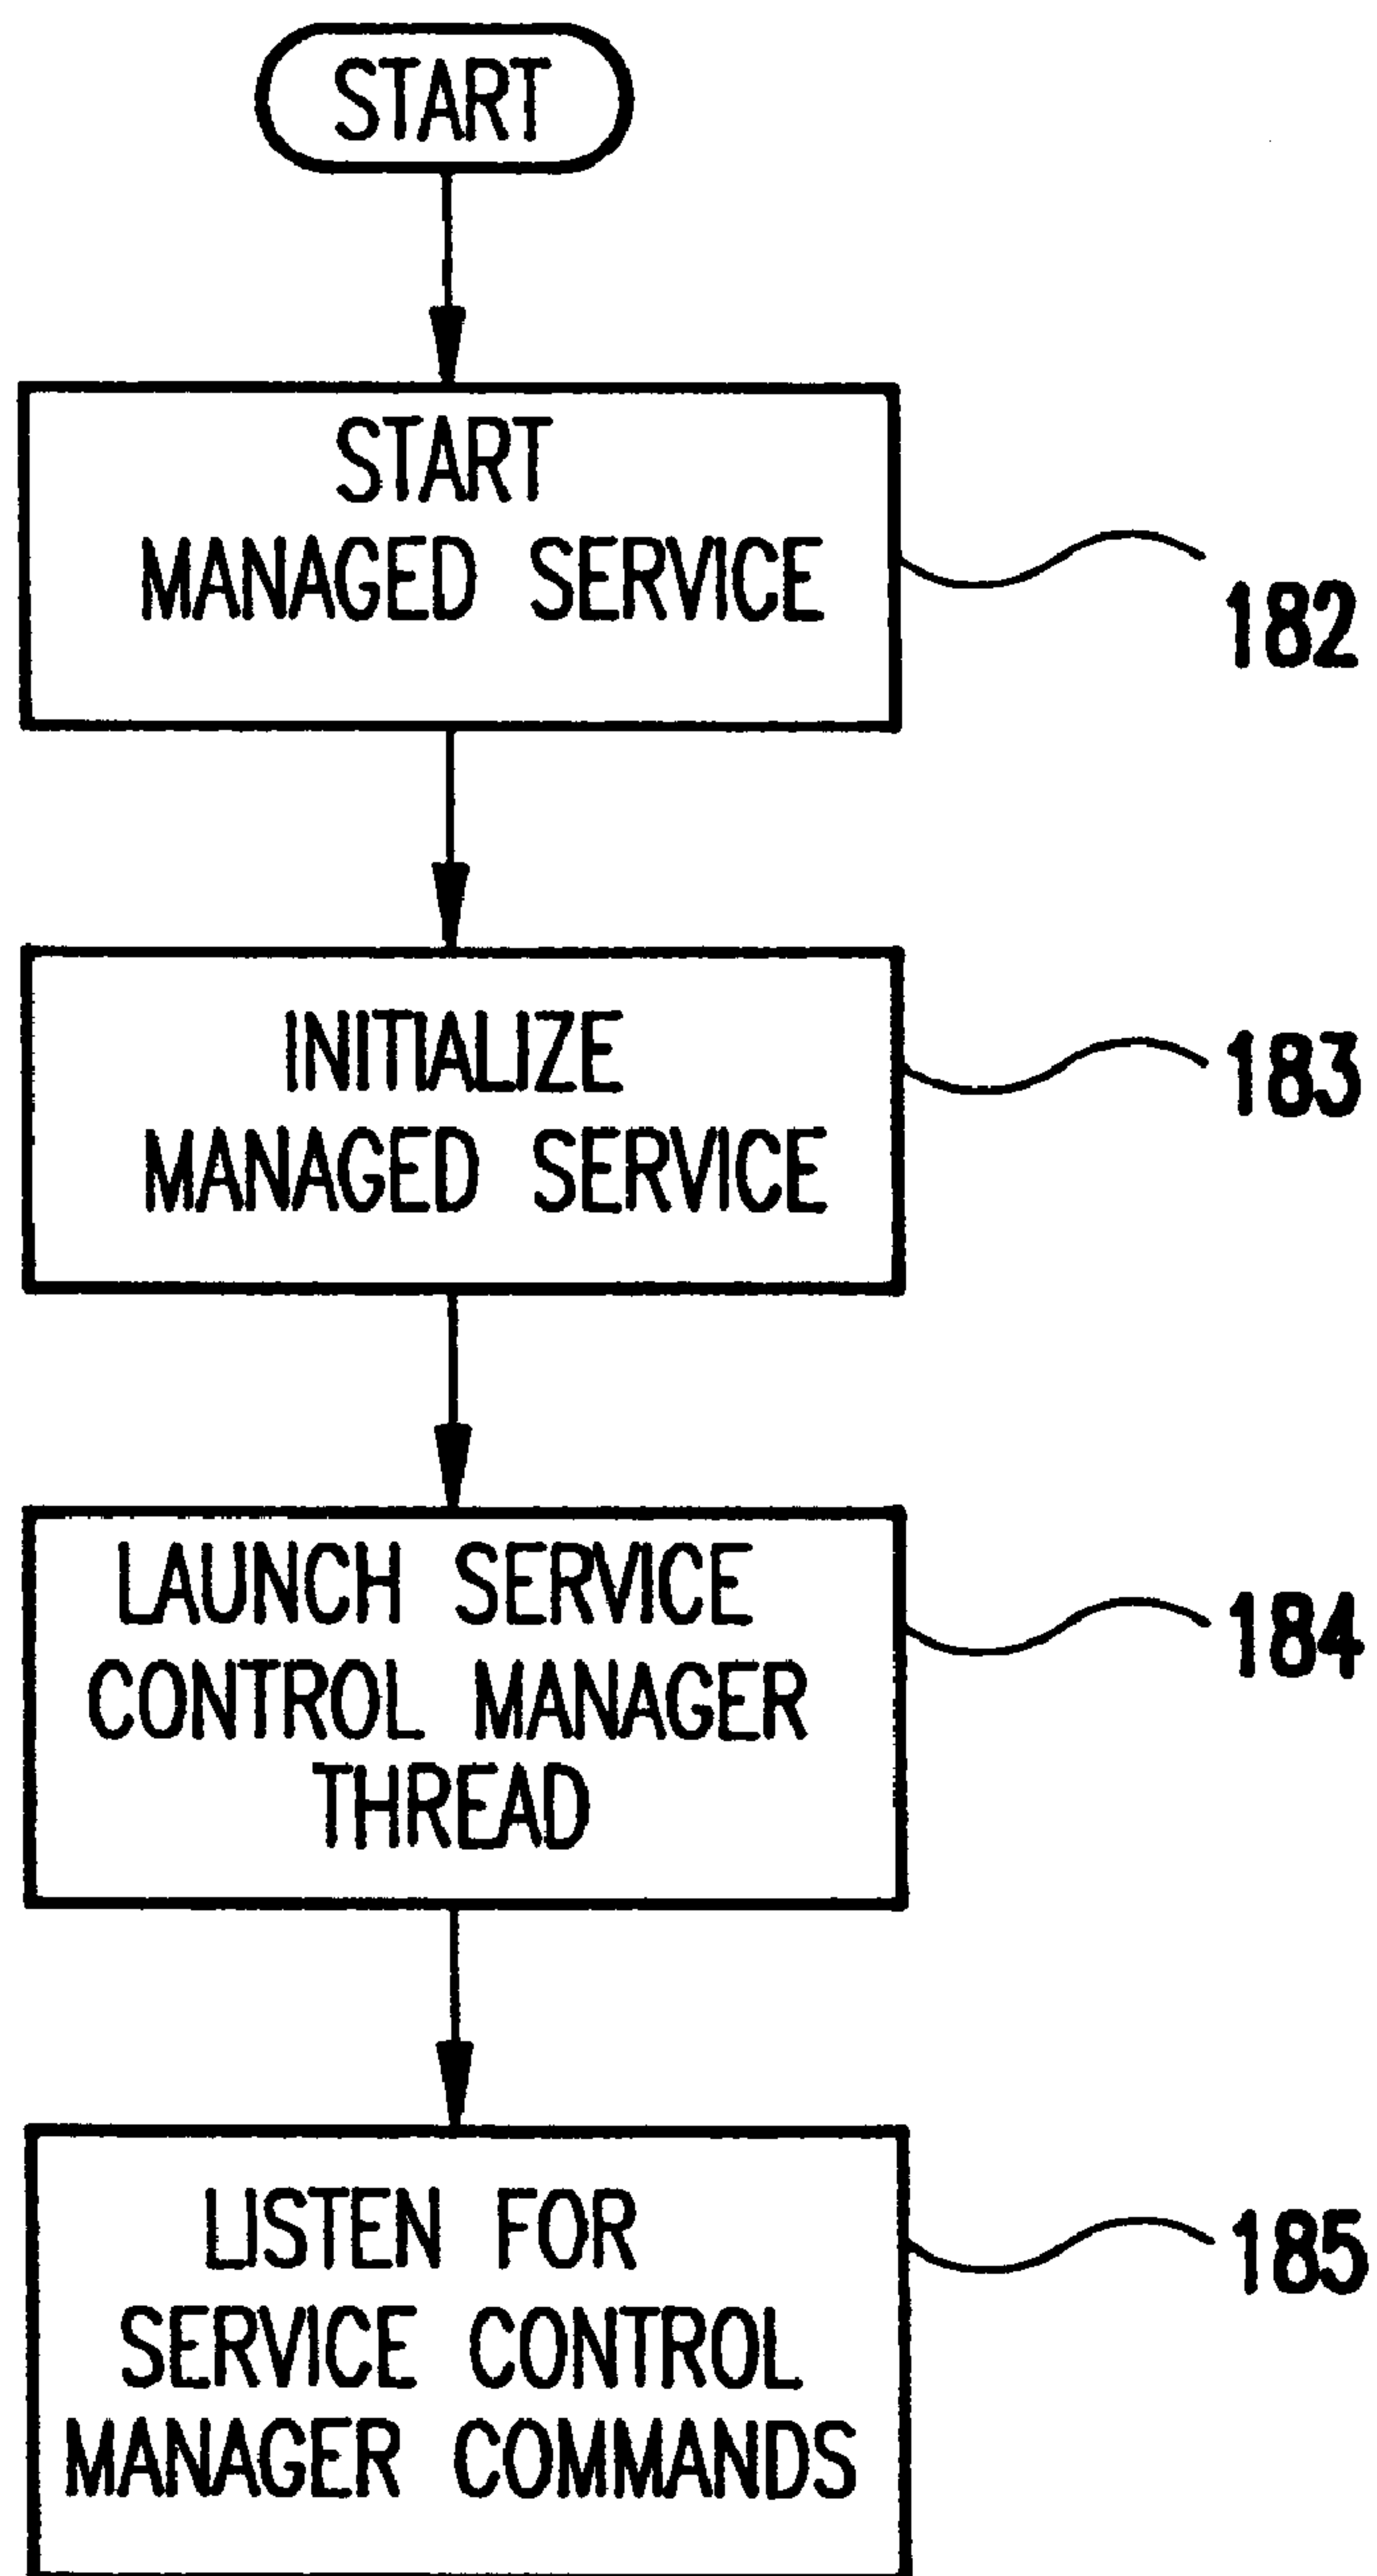 START
START
MANAGED SERVICE
182
INITIALIZE
MANAGED SERVICE
183
LAUNCH SERVICE
CONTROL MANAGER
THREAD
184
LISTEN FOR
SERVICE CONTROL
MANAGER COMMANDS
185